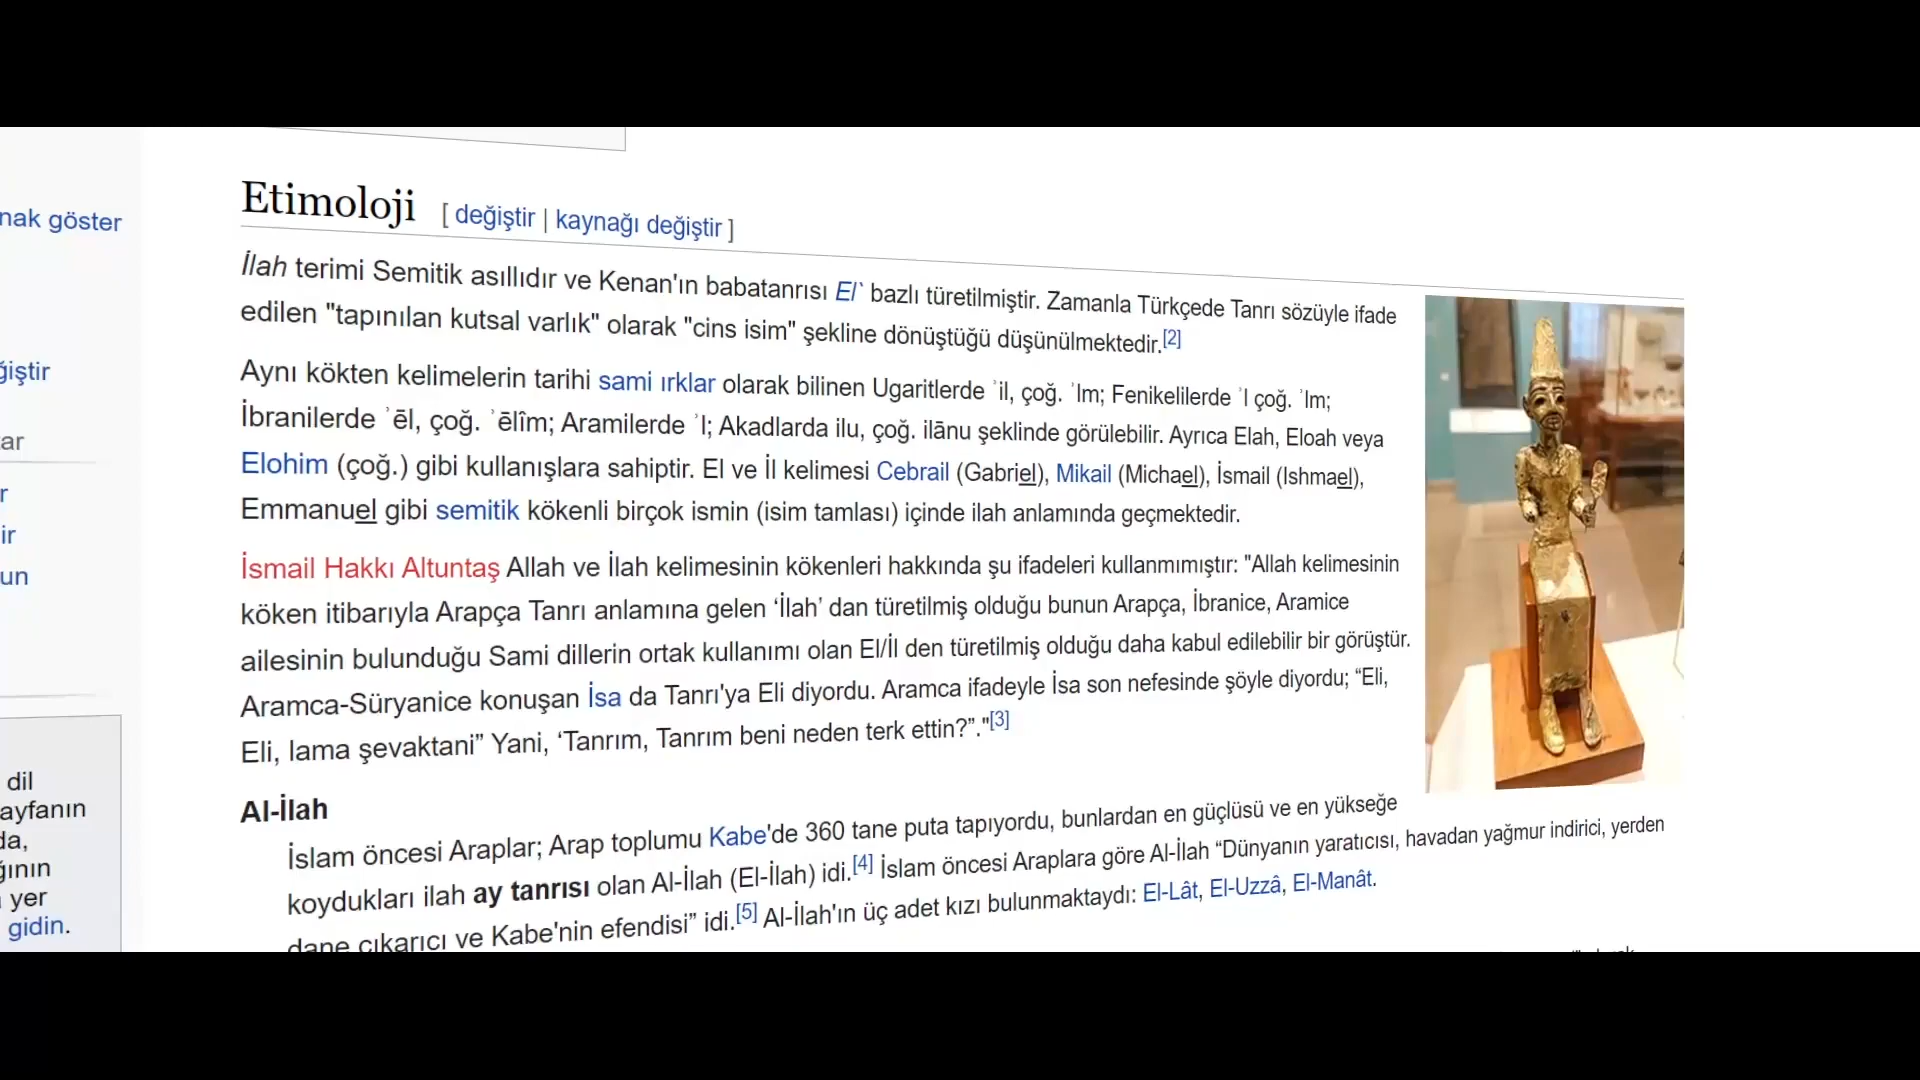 Etimoloji [ değiştir | kaynağı değiştir ]
İlah terimi Semitik asıllıdır ve Kenan'ın babatanrısı El` bazlı türetilmiştir. Zamanla Türkçede Tanrı sözüyle ifade
edilen "tapınılan kutsal varlık" olarak "cins isim" şekline dönüştüğü düşünülmektedir.[2]
Aynı kökten kelimelerin tarihi sami ırklar olarak bilinen Ugaritlerde ʾil, çoğ. ʾlm; Fenikelilerde ʾl çoğ. ʾlm;
İbranilerde ʾēl, çoğ. ʾēlîm; Aramilerde ʾl; Akadlarda ilu, çoğ. ilānu şeklinde görülebilir. Ayrıca Elah, Eloah veya
Elohim (çoğ.) gibi kullanışlara sahiptir. El ve İl kelimesi Cebrail (Gabriel), Mikail (Michael), İsmail (Ishmael),
Emmanuel gibi semitik kökenli birçok ismin (isim tamlası) içinde ilah anlamında geçmektedir.
İsmail Hakkı Altuntaş Allah ve İlah kelimesinin kökenleri hakkında şu ifadeleri kullanmımıştır: "Allah kelimesinin
köken itibarıyla Arapça Tanrı anlamına gelen ‘İlah’ dan türetilmiş olduğu bunun Arapça, İbranice, Aramice
ailesinin bulunduğu Sami dillerin ortak kullanımı olan El/İl den türetilmiş olduğu daha kabul edilebilir bir görüştür.
Aramca-Süryanice konuşan İsa da Tanrı'ya Eli diyordu. Aramca ifadeyle İsa son nefesinde şöyle diyordu; “Eli,
Eli, lama şevaktani” Yani, ‘Tanrım, Tanrım beni neden terk ettin?”."[3]
Al-İlah
İslam öncesi Araplar; Arap toplumu Kabe'de 360 tane puta tapıyordu, bunlardan en güçlüsü ve en yükseğe
koydukları ilah ay tanrısı olan Al-İlah (El-İlah) idi.[4] İslam öncesi Araplara göre Al-İlah “Dünyanın yaratıcısı, havadan yağmur indirici, yerden
dane çıkarıcı ve Kabe'nin efendisi” idi.[5] Al-İlah'ın üç adet kızı bulunmaktaydı: El-Lât, El-Uzzâ, El-Manât.
nak göster
ğiştir
ar
r
ir
un
dil
ayfanın
da,
ğının
yer
gidin.